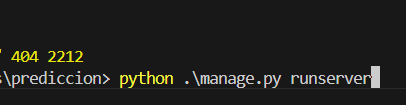 " 404 2212
s\prediccion> python .\manage.py runserver